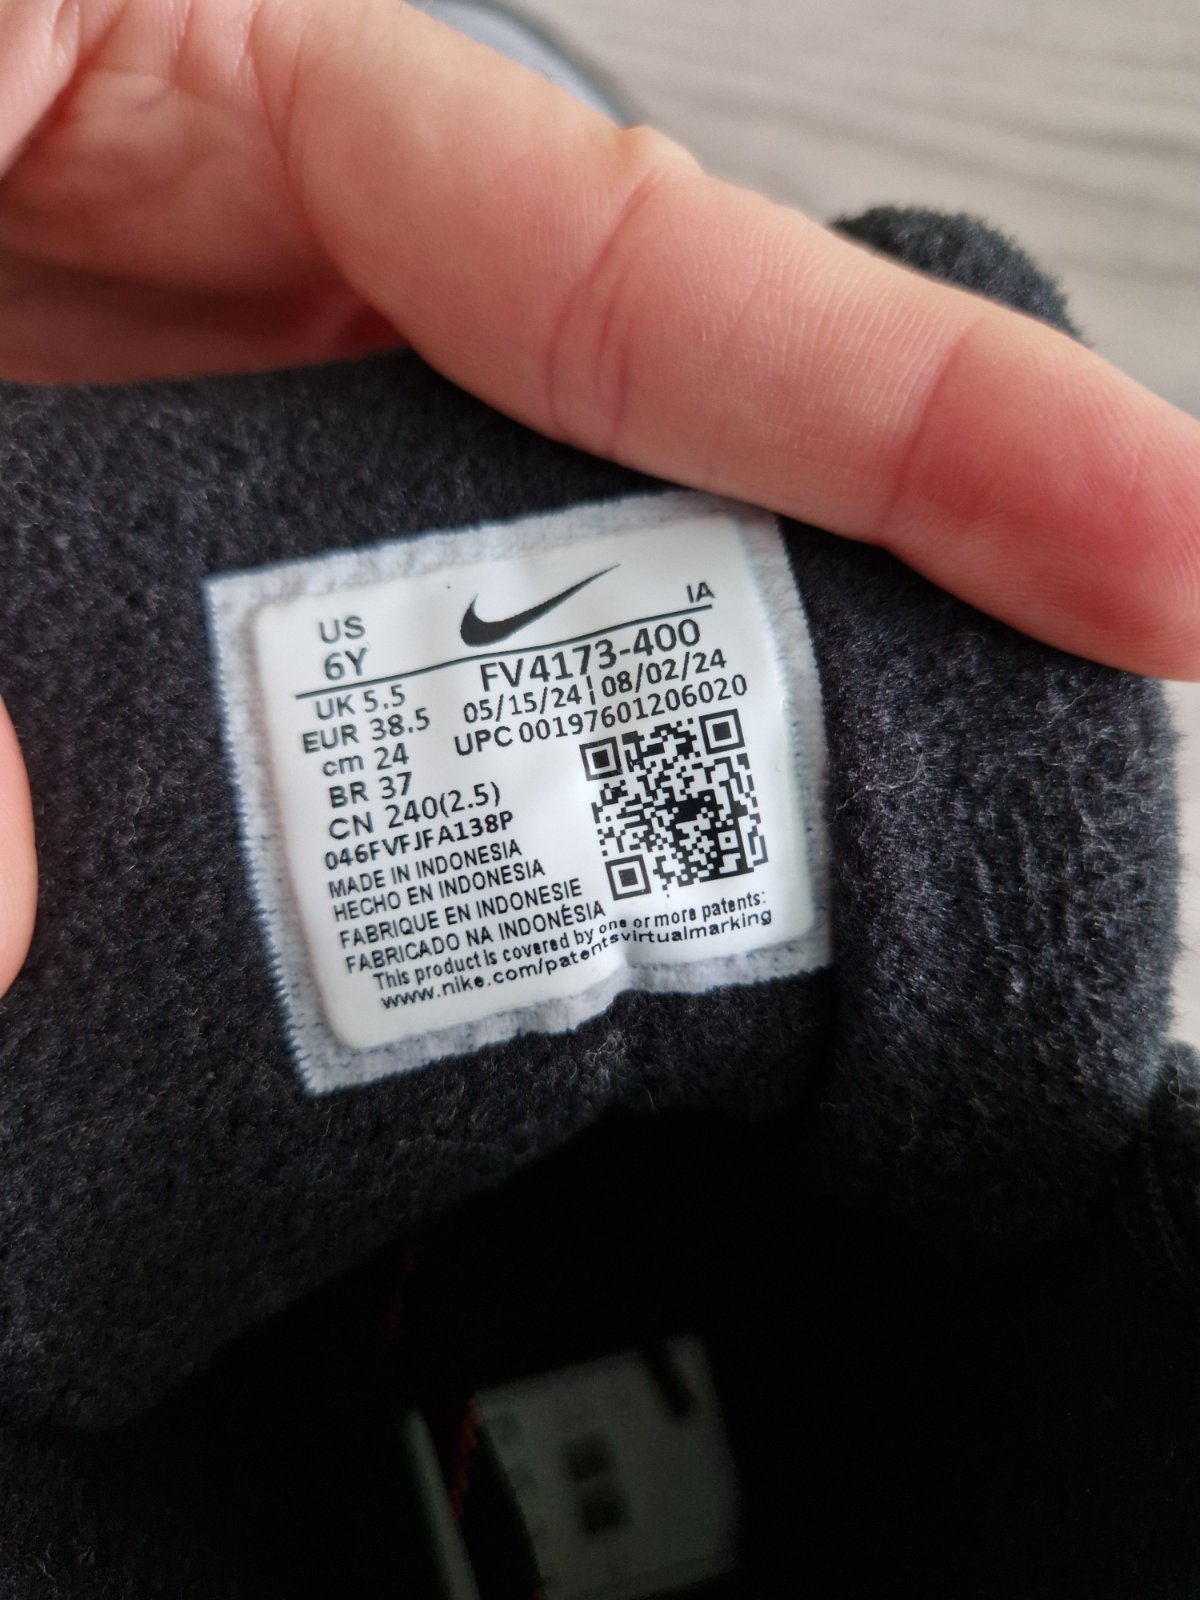 US
6Y
IA
FV4173-400
UK 5.5
05/15/24 | 08/02/24
EUR 38.5
UPC 00197601206020
cm 24
BR 37
CN 240(2.5)
046FVFJFA138P
MADE IN INDONESIA
HECHO EN INDONESIA
FABRIQUE EN INDONESIE
FABRICADO NA INDONÉSIA
This product is covered by one or more patents:
www.nike.com/patentsvirtualmarking